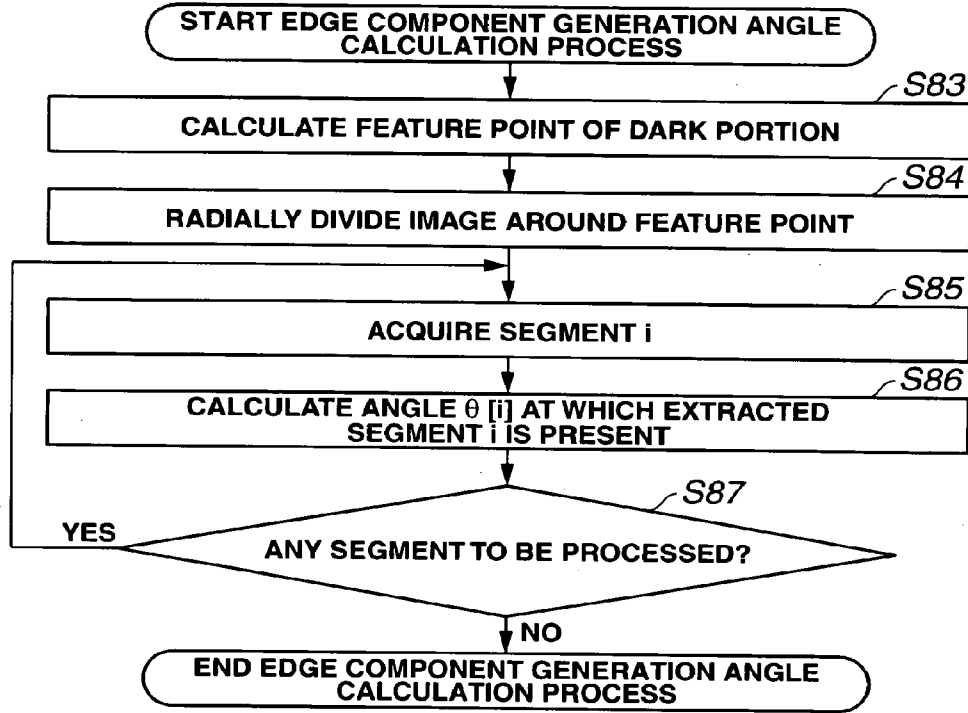 START EDGE COMPONENT GENERATION ANGLE
CALCULATION PROCESS
S83
CALCULATE FEATURE POINT OF DARK PORTION
S84
RADIALLY DIVIDE IMAGE AROUND FEATURE POINT
S85
ACQUIRE SEGMENT i
S86
CALCULATE ANGLE θ [i] AT WHICH EXTRACTED
SEGMENT i IS PRESENT
S87
YES
ANY SEGMENT TO BE PROCESSED?
NO
END EDGE COMPONENT GENERATION ANGLE
CALCULATION PROCESS